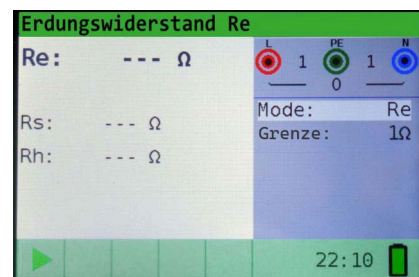 Erdungswiderstand Re
Re: --- Ω
L PE N
1 1
0
Mode: Re
Grenze: 1Ω
Rs: --- Ω
Rh: --- Ω
22:10